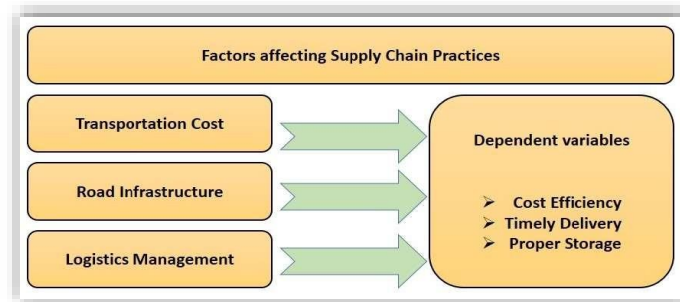 Factors affecting Supply Chain Practices
Transportation Cost
Road Infrastructure
Logistics Management
Dependent variables
➢ Cost Efficiency
➢ Timely Delivery
➢ Proper Storage